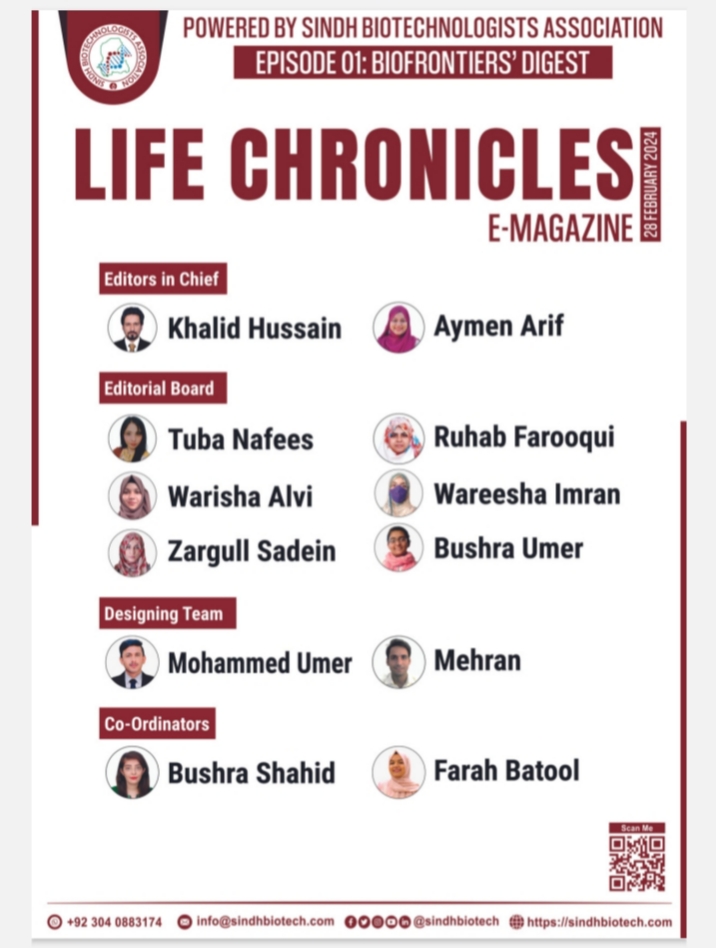 SINDH BIOTECHNOLOGISTS ASSOCIATION
POWERED BY SINDH BIOTECHNOLOGISTS ASSOCIATION
EPISODE 01: BIOFRONTIERS' DIGEST
LIFE CHRONICLES
28 FEBRUARY 2024
E-MAGAZINE
Editors in Chief
Khalid Hussain Aymen Arif
Editorial Board
Tuba Nafees Ruhab Farooqui
Warisha Alvi Wareesha Imran
Zargull Sadein Bushra Umer
Designing Team
Mohammed Umer Mehran
Co-Ordinators
Bushra Shahid Farah Batool
Scan Me
+92 304 0883174 info@sindhbiotech.com @sindhbiotech https://sindhbiotech.com